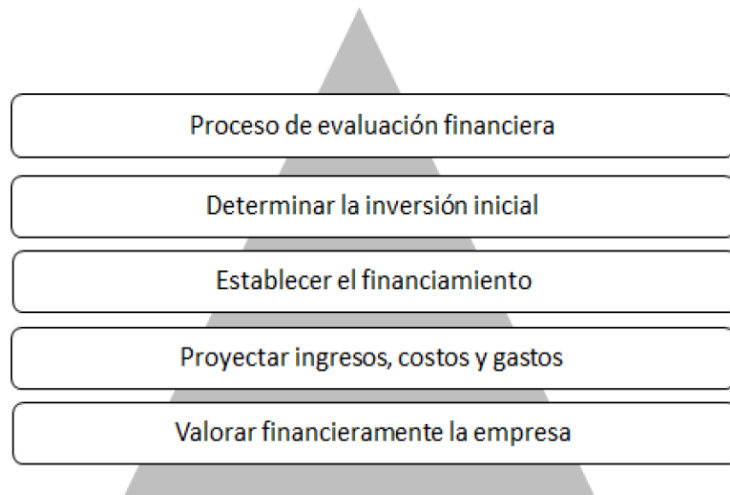 Proceso de evaluación financiera
Determinar la inversión inicial
Establecer el financiamiento
Proyectar ingresos, costos y gastos
Valorar financieramente la empresa